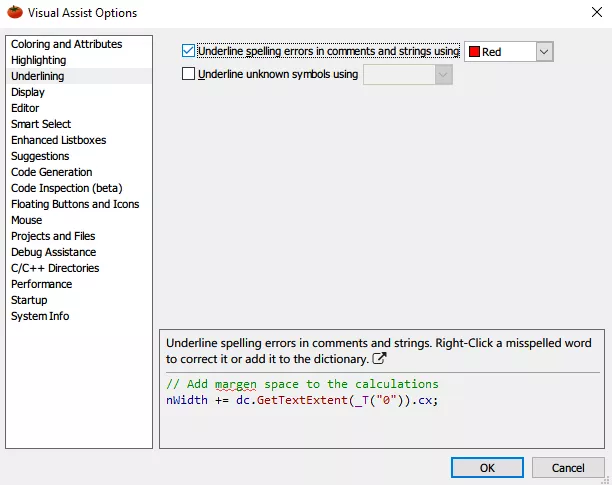 Visual Assist Options
Coloring and Attributes
Highlighting
Underlining
Display
Editor
Smart Select
Enhanced Listboxes
Suggestions
Code Generation
Code Inspection (beta)
Floating Buttons and Icons
Mouse
Projects and Files
Debug Assistance
C/C++ Directories
Performance
Startup
System Info
Underline spelling errors in comments and strings using Red
Underline unknown symbols using
Underline spelling errors in comments and strings. Right-Click a misspelled word
to correct it or add it to the dictionary.
// Add margen space to the calculations
nWidth += dc.GetTextExtent(_T("0")).cx;
OK Cancel